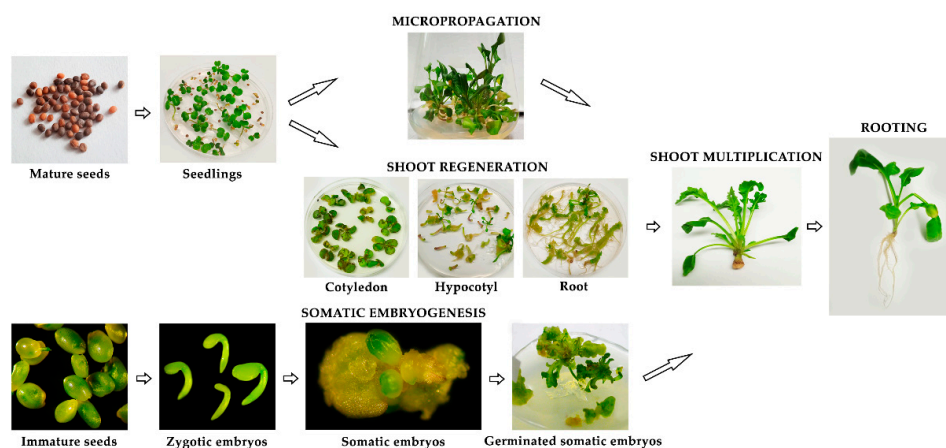 MICROPROPAGATION
Mature seeds
Seedlings
SHOOT REGENERATION
Cotyledon
Hypocotyl
Root
SHOOT MULTIPLICATION
ROOTING
SOMATIC EMBRYOGENESIS
Immature seeds
Zygotic embryos
Somatic embryos
Germinated somatic embryos